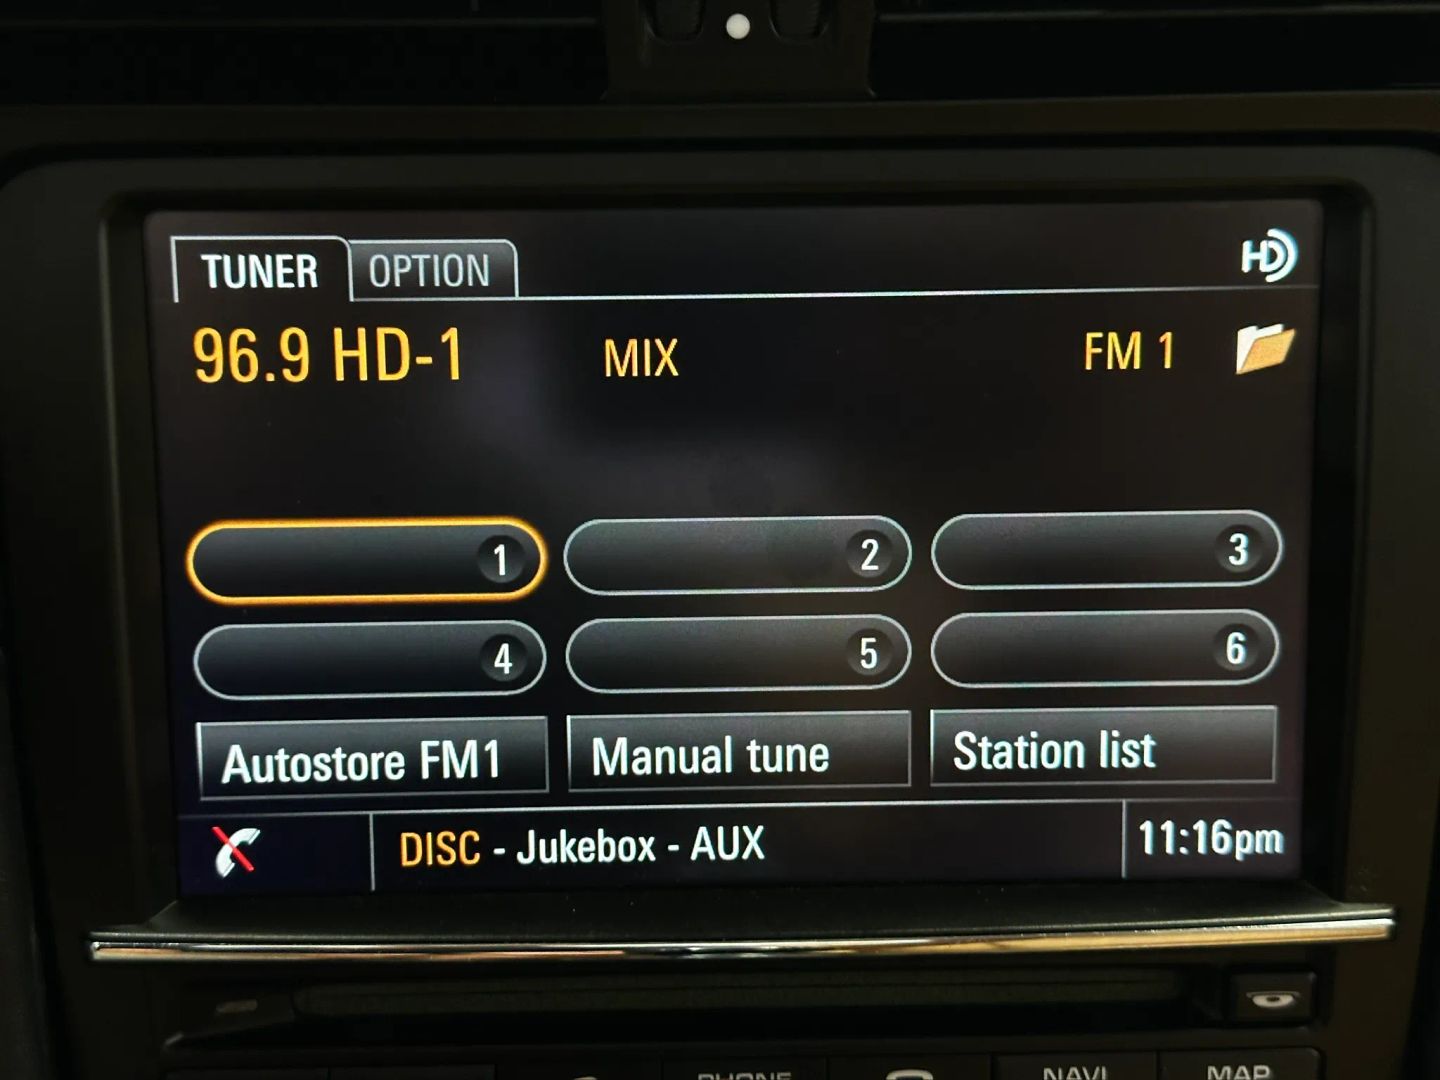 TUNER OPTION HD
96.9 HD-1 MIX FM 1
1 2 3
4 5 6
Autostore FM1 Manual tune Station list
DISC - Jukebox - AUX 11:16pm
PHONE NAVI MAP